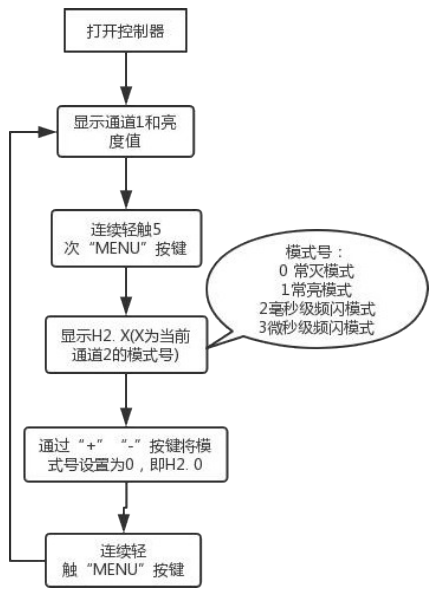 打开控制器
显示通道1和亮
度值
连续轻触5
次“MENU”按键
模式号：
0 常灭模式
1常亮模式
2毫秒级频闪模式
3微秒级频闪模式
显示H2. X(X为当前
通道2的模式号)
通过“+”“-”按键将模
式号设置为0，即H2. 0
连续轻
触“MENU”按键